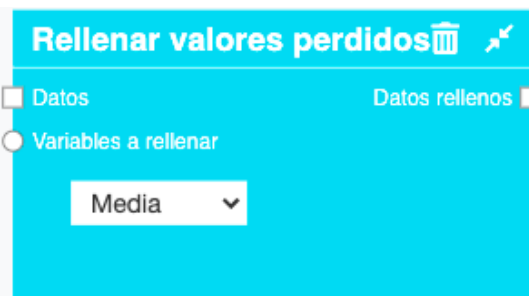 Rellenar valores perdidos
Datos
Datos rellenos
Variables a rellenar
Media